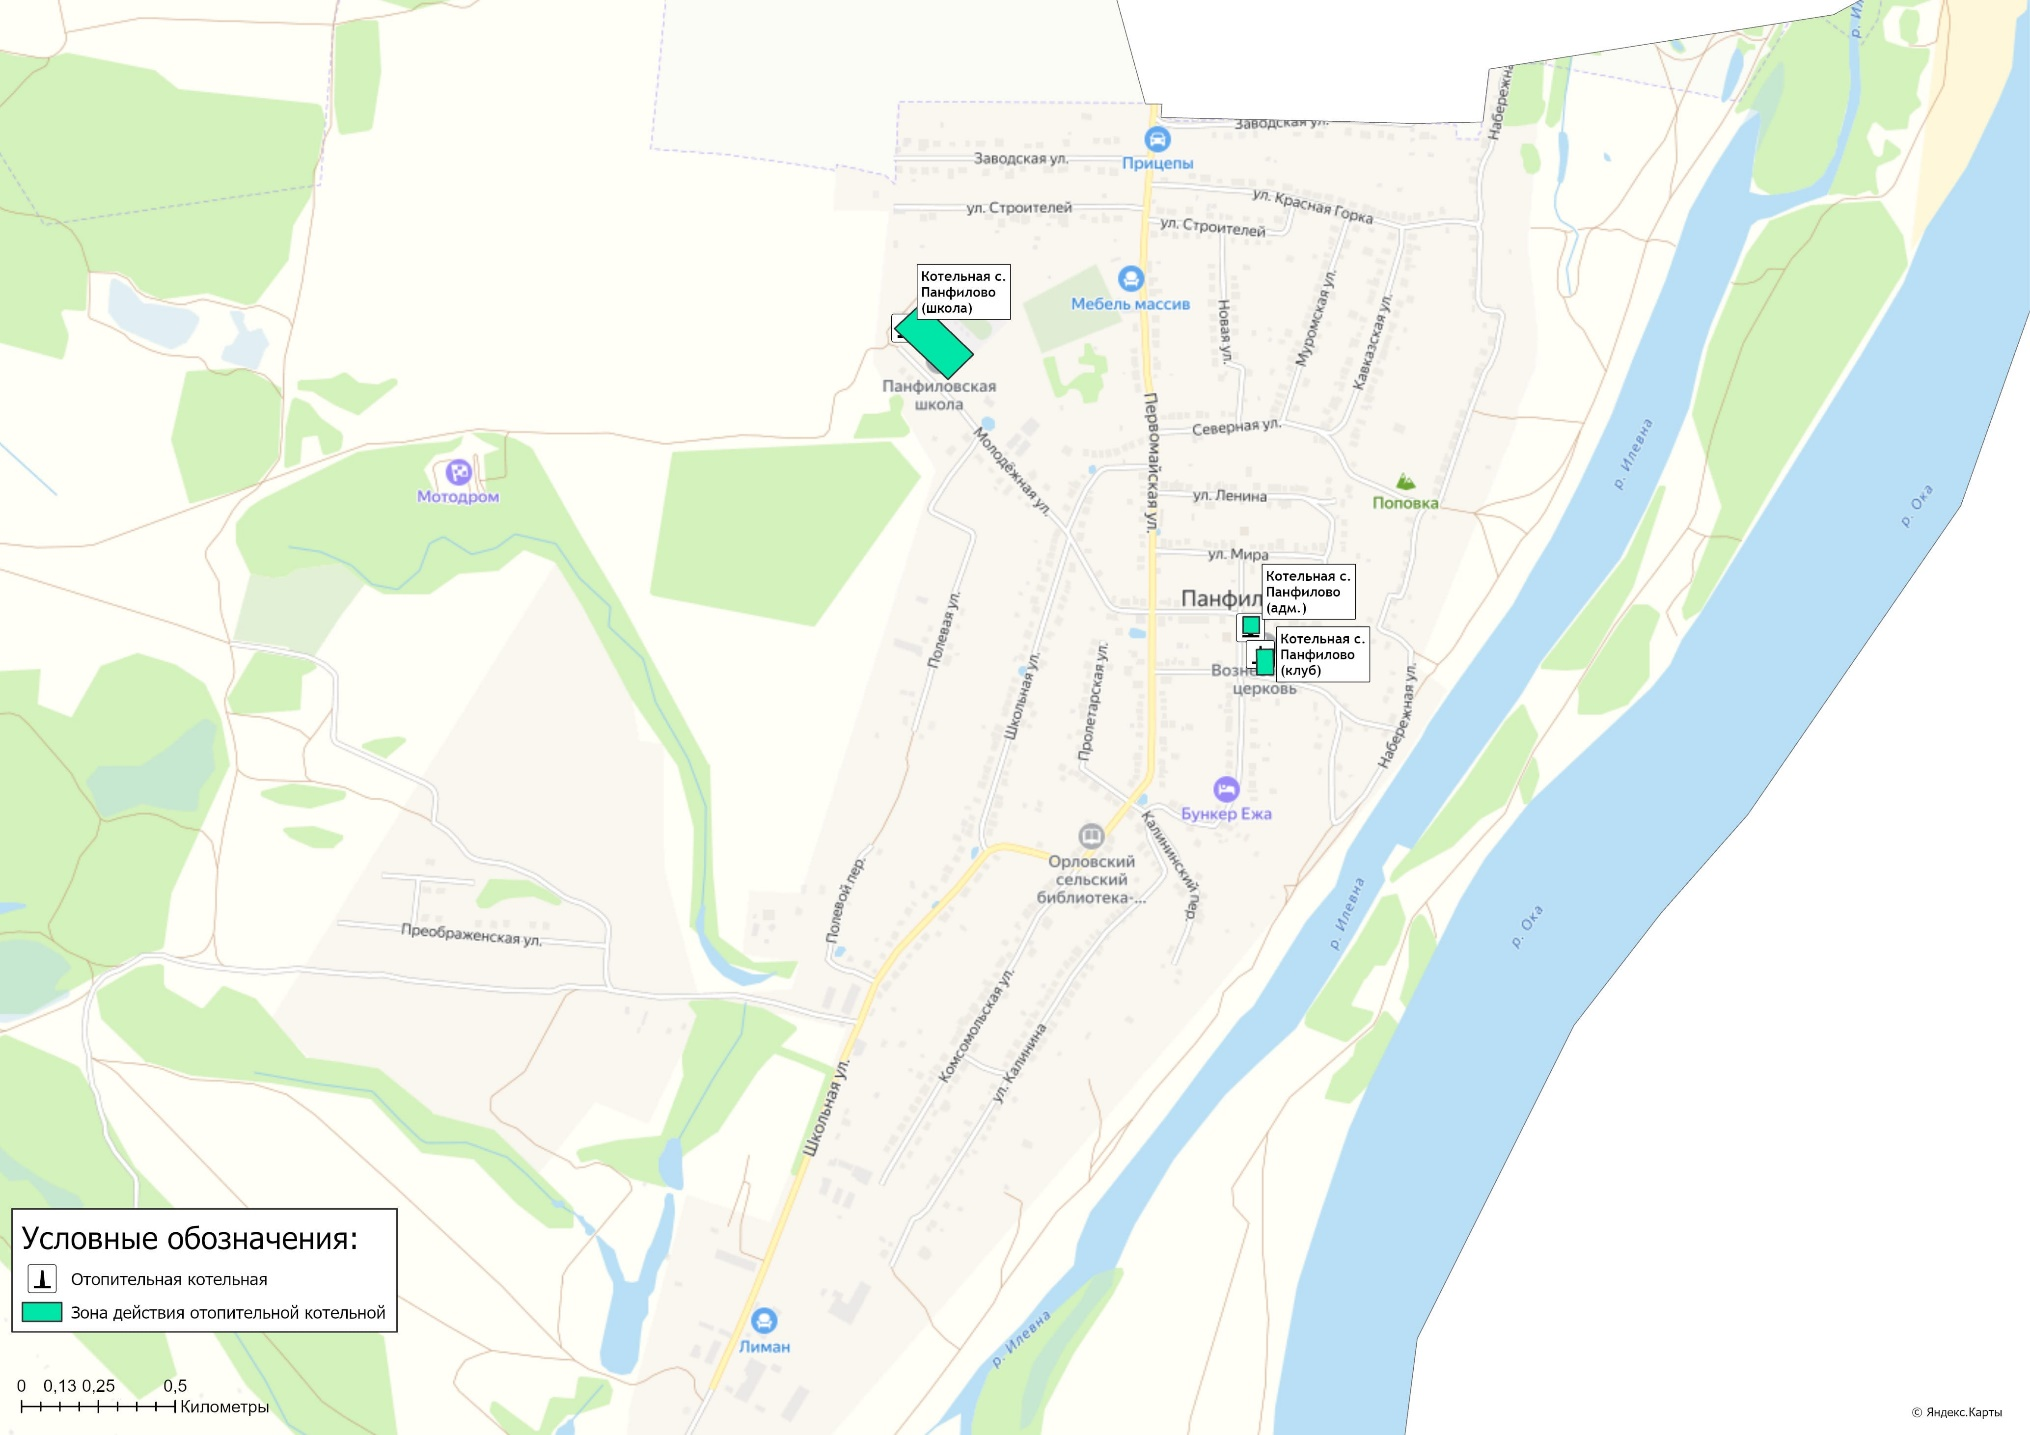 р. Ил
Набережна
Заводская ул.
Прицепы
Заводская ул.
ул. Красная Горка
ул. Строителей
ул. Строителей
Котельная с.
Панфилово
(школа)
Мебель массив
Новая ул.
Муромская ул.
Кавказская ул.
Панфиловская
школа
Первомайская ул.
Северная ул.
Молодёжная ул.
Мотодром
ул. Ленина
Поповка
р. Илевна
р. Ока
ул. Мира
Панфил
Котельная с.
Панфилово
(адм.)
Котельная с.
Панфилово
(клуб)
Возне
церковь
Полевая ул.
Школьная ул.
Пролетарская ул.
Набережная ул.
Бункер Ежа
Калининский пер.
Орловский
сельский
библиотека-...
Полевой пер.
Преображенская ул.
р. Илевна
р. Ока
Комсомольская ул.
ул. Калинина
Школьная ул.
Лиман
р. Илевна
Условные обозначения:
Отопительная котельная
Зона действия отопительной котельной
0 0,13 0,25 0,5
Километры
© Яндекс.Карты